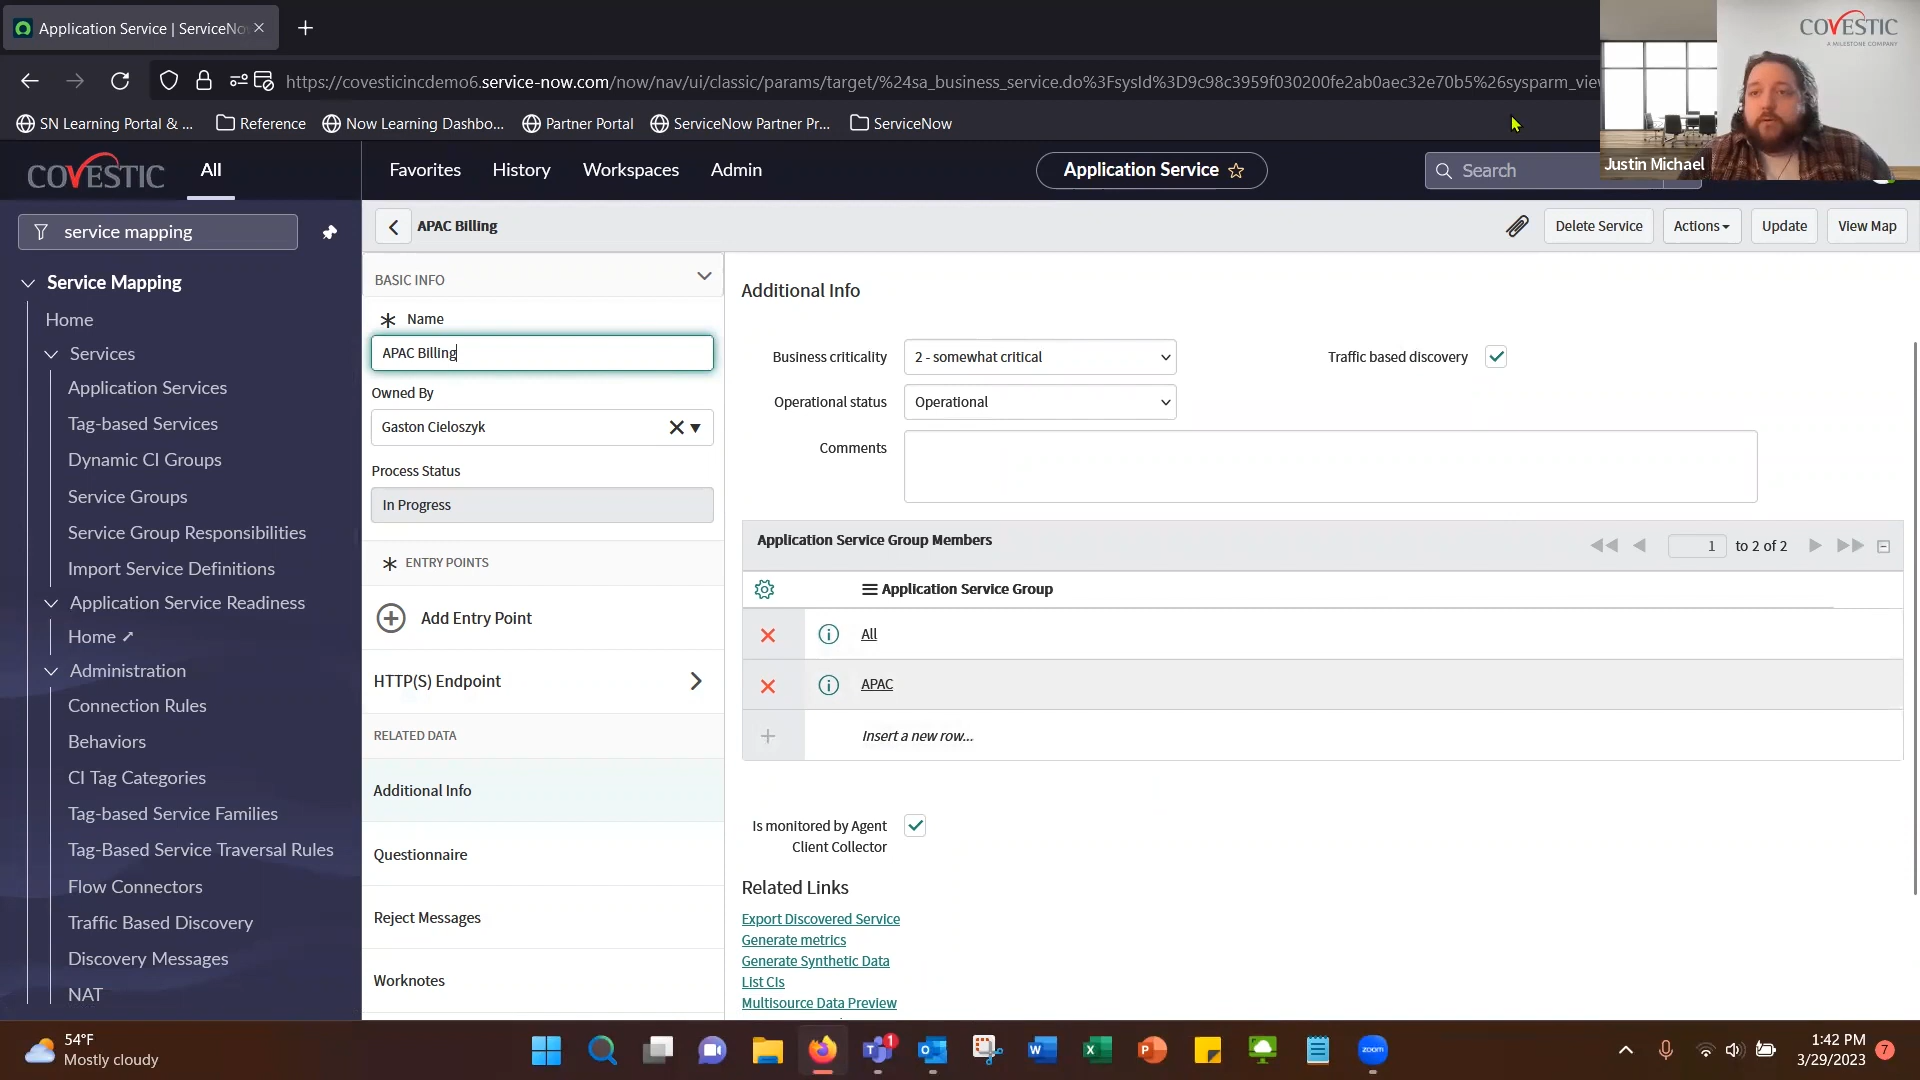 Application Service | ServiceNo
https://covesticincdemo6.service-now.com/now/nav/ui/classic/params/target/%24sa_business_service.do%3FsysId%3D9c98c3959f030200fe2ab0aec32e70b5%26sysparm_vie
SN Learning Portal & ...
Reference
Now Learning Dashbo...
Partner Portal
ServiceNow Partner Pr...
ServiceNow
COVESTIC
A MILESTONE COMPANY
Justin Michael
COVESTIC
All
Favorites
History
Workspaces
Admin
Application Service
Search
service mapping
APAC Billing
Delete Service
Actions
Update
View Map
Service Mapping
Home
Services
Application Services
Tag-based Services
Dynamic CI Groups
Service Groups
Service Group Responsibilities
Import Service Definitions
Application Service Readiness
Home
Administration
Connection Rules
Behaviors
CI Tag Categories
Tag-based Service Families
Tag-Based Service Traversal Rules
Flow Connectors
Traffic Based Discovery
Discovery Messages
NAT
BASIC INFO
Name
APAC Billing
Owned By
Gaston Cieloszyk
Process Status
In Progress
ENTRY POINTS
Add Entry Point
HTTP(S) Endpoint
RELATED DATA
Additional Info
Questionnaire
Reject Messages
Worknotes
Additional Info
Business criticality
2 - somewhat critical
Traffic based discovery
Operational status
Operational
Comments
Application Service Group Members
1 to 2 of 2
Application Service Group
All
APAC
Insert a new row...
Is monitored by Agent
Client Collector
Related Links
Export Discovered Service
Generate metrics
Generate Synthetic Data
List CIs
Multisource Data Preview
54°F
Mostly cloudy
1
zoom
1:42 PM
3/29/2023
7